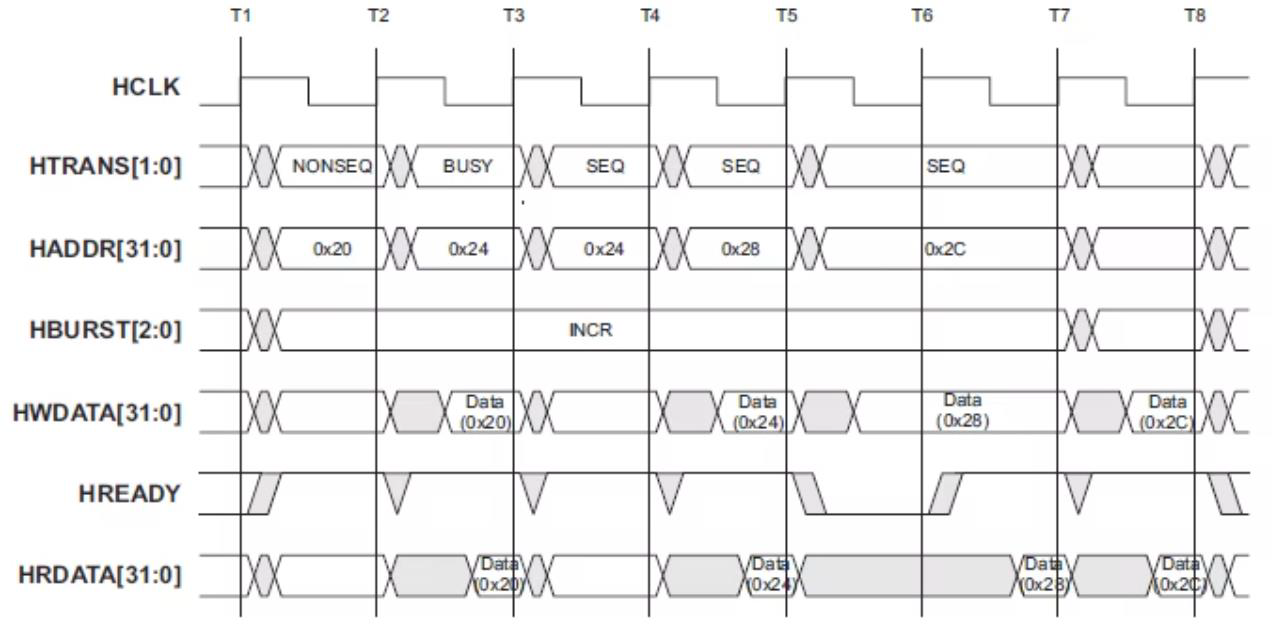 T1 T2 T3 T4 T5 T6 T7 T8
HCLK
HTRANS[1:0] NONSEQ BUSY SEQ SEQ SEQ
HADDR[31:0] 0x20 0x24 0x24 0x28 0x2C
HBURST[2:0] INCR
HWDATA[31:0] Data (0x20) Data (0x24) Data (0x28) Data (0x2C)
HREADY
HRDATA[31:0] Data (0x20) Data (0x24) Data (0x28) Data (0x2C)